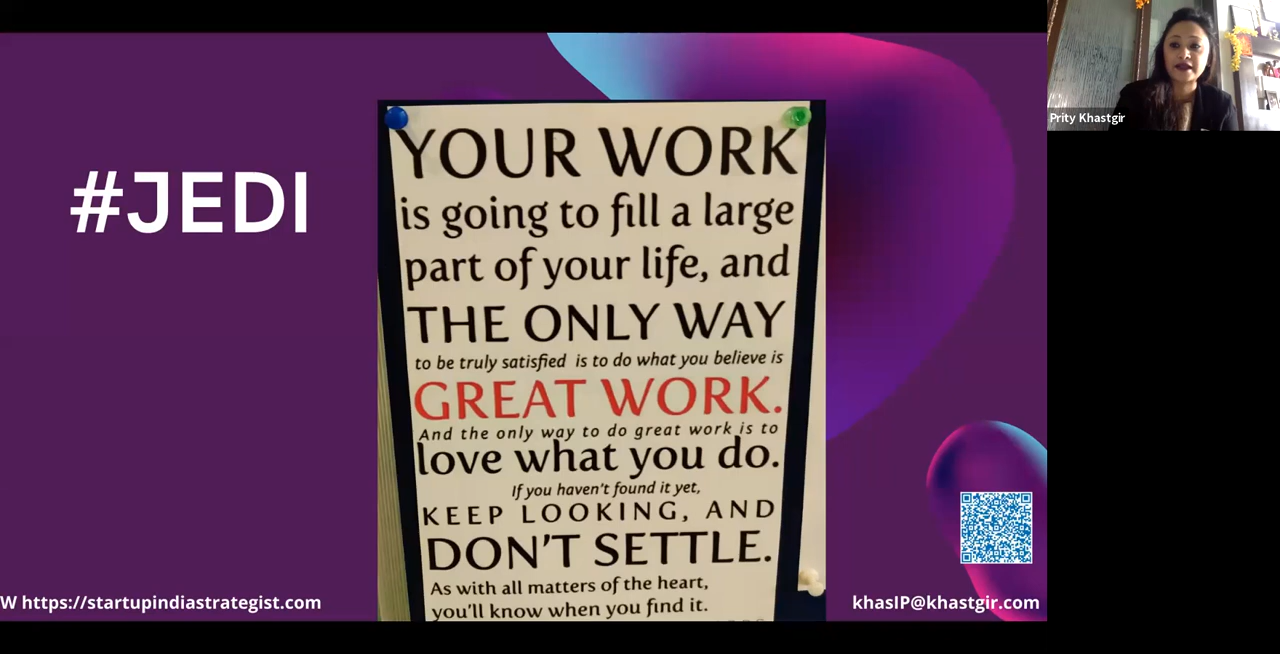 #JEDI
YOUR WORK
is going to fill a large
part of your life, and
THE ONLY WAY
to be truly satisfied is to do what you believe is
GREAT WORK.
And the only way to do great work is to
love what you do.
If you haven't found it yet,
KEEP LOOKING, AND
DON'T SETTLE.
As with all matters of the heart,
you'll know when you find it.
W https://startupindiastrategist.com
khasIP@khastgir.com
Prity Khastgir